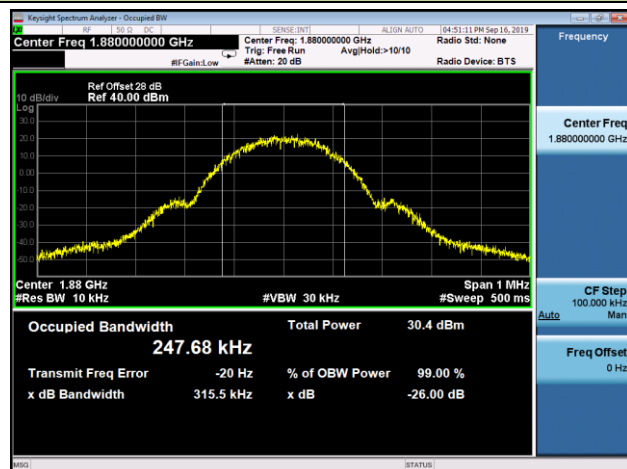 Keysight Spectrum Analyzer - Occupied BW
RF 50 Ω DC SENSE:INT ALIGN AUTO 04:51:11 PM Sep 16, 2019
Center Freq 1.880000000 GHz
Center Freq: 1.880000000 GHz Radio Std: None
Trig: Free Run Avg|Hold:>10/10
#IFGain:Low #Atten: 20 dB Radio Device: BTS
Frequency
Ref Offset 28 dB
10 dB/div Ref 40.00 dBm
Log
30.0
20.0
10.0
0.00
-10.0
-20.0
-30.0
-40.0
-50.0
Center Freq
1.880000000 GHz
Center 1.88 GHz Span 1 MHz
#Res BW 10 kHz #VBW 30 kHz #Sweep 500 ms
CF Step
100.000 kHz
Auto Man
Occupied Bandwidth Total Power 30.4 dBm
247.68 kHz
Transmit Freq Error -20 Hz % of OBW Power 99.00 %
x dB Bandwidth 315.5 kHz x dB -26.00 dB
Freq Offset
0 Hz
MSG STATUS